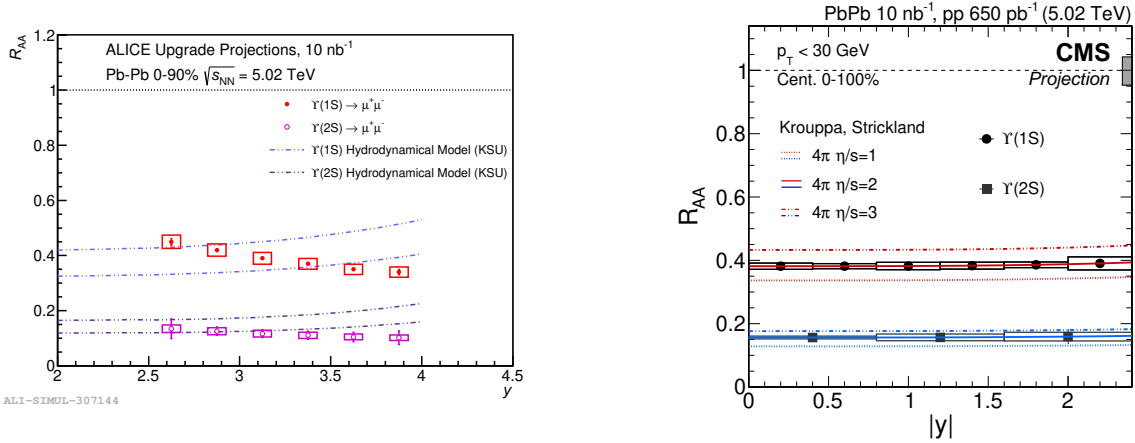 ALICE Upgrade Projections, 10 nb⁻¹
Pb-Pb 0-90% √s_NN = 5.02 TeV
ϒ(1S) → μ⁺μ⁻
ϒ(2S) → μ⁺μ⁻
ϒ(1S) Hydrodynamical Model (KSU)
ϒ(2S) Hydrodynamical Model (KSU)
R_AA
1.2
1
0.8
0.6
0.4
0.2
0
2 2.5 3 3.5 4 4.5
y
ALI-SIMUL-307144
PbPb 10 nb⁻¹, pp 650 pb⁻¹ (5.02 TeV)
p_T < 30 GeV
CMS
Cent. 0-100%
Projection
Krouppa, Strickland
4π η/s=1
4π η/s=2
4π η/s=3
ϒ(1S)
ϒ(2S)
R_AA
1
0.8
0.6
0.4
0.2
0
0 0.5 1 1.5 2
|y|